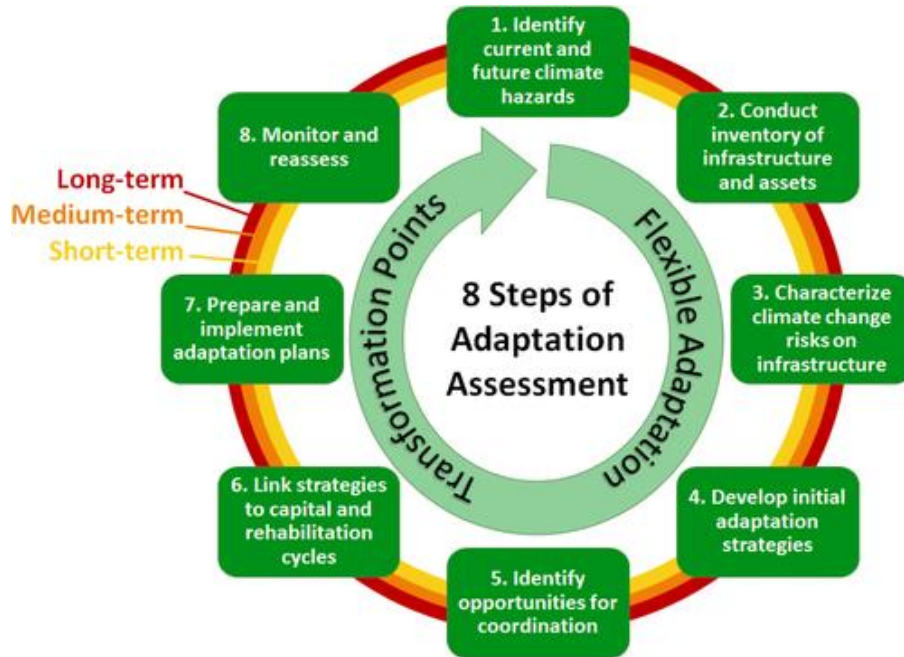 1. Identify
current and
future climate
hazards
2. Conduct
inventory of
infrastructure
and assets
3. Characterize
climate change
risks on
infrastructure
4. Develop initial
adaptation
strategies
5. Identify
opportunities for
coordination
6. Link strategies
to capital and
rehabilitation
cycles
7. Prepare and
implement
adaptation plans
8. Monitor and
reassess
Long-term
Medium-term
Short-term
Flexible Adaptation
Transformation Points
8 Steps of
Adaptation
Assessment